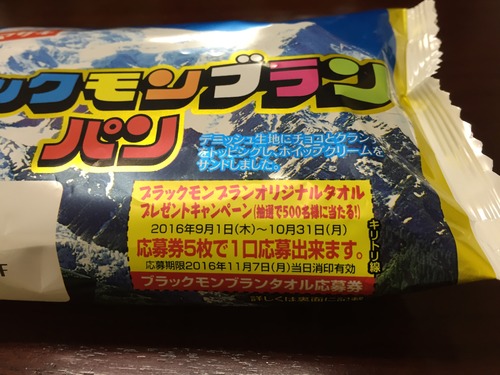 ックモンブラン
パン
デニッシュ生地にチョコとグラン
をトッピングし、ホイップクリームを
サンドしました。
ブラックモンブランオリジナルタオル
プレゼントキャンペーン(抽選で500名様に当たる!)
2016年9月1日(木)〜10月31日(月)
応募券5枚で1口応募出来ます。
応募期限2016年11月7日(月)当日消印有効
ブラックモンブランタオル応募券
キリトリ線
詳しくは裏面に